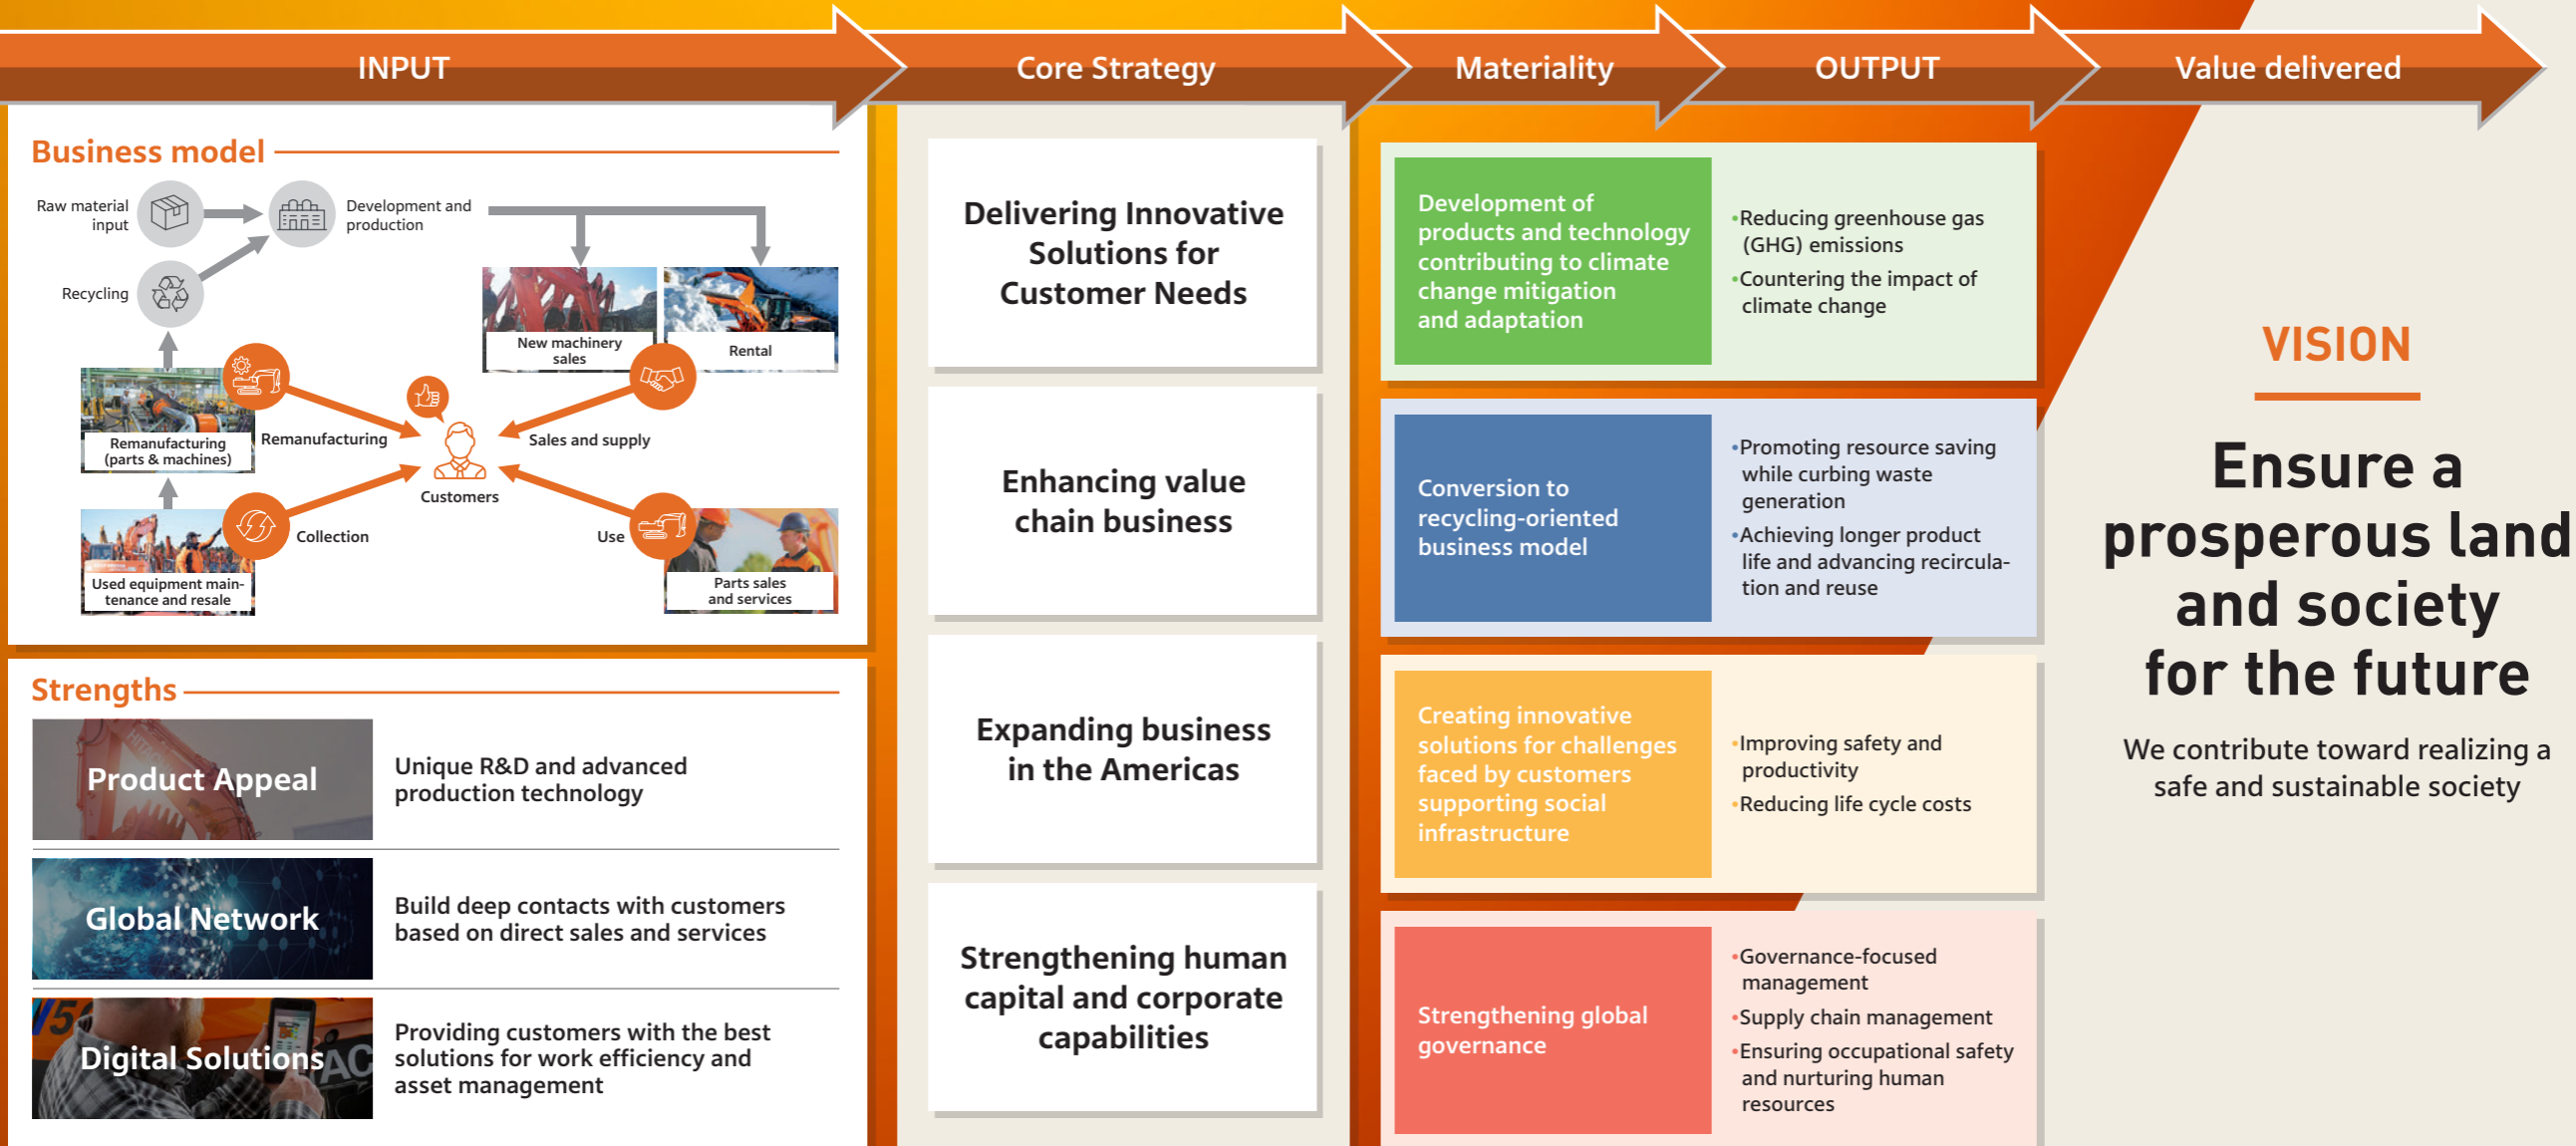 INPUT
Core Strategy
Materiality
OUTPUT
Value delivered
Business model
Raw material
input
Development and
production
Recycling
New machinery
sales
Rental
Remanufacturing
(parts & machines)
Remanufacturing
Sales and supply
Customers
Collection
Use
Used equipment main-
tenance and resale
Parts sales
and services
Strengths
Product Appeal
Unique R&D and advanced
production technology
Global Network
Build deep contacts with customers
based on direct sales and services
Digital Solutions
Providing customers with the best
solutions for work efficiency and
asset management
Delivering Innovative
Solutions for
Customer Needs
Enhancing value
chain business
Expanding business
in the Americas
Strengthening human
capital and corporate
capabilities
Development of
products and technology
contributing to climate
change mitigation
and adaptation
•Reducing greenhouse gas
(GHG) emissions
•Countering the impact of
climate change
Conversion to
recycling-oriented
business model
•Promoting resource saving
while curbing waste
generation
•Achieving longer product
life and advancing recircula-
tion and reuse
Creating innovative
solutions for challenges
faced by customers
supporting social
infrastructure
•Improving safety and
productivity
•Reducing life cycle costs
Strengthening global
governance
•Governance-focused
management
•Supply chain management
•Ensuring occupational safety
and nurturing human
resources
VISION
Ensure a
prosperous land
and society
for the future
We contribute toward realizing a
safe and sustainable society